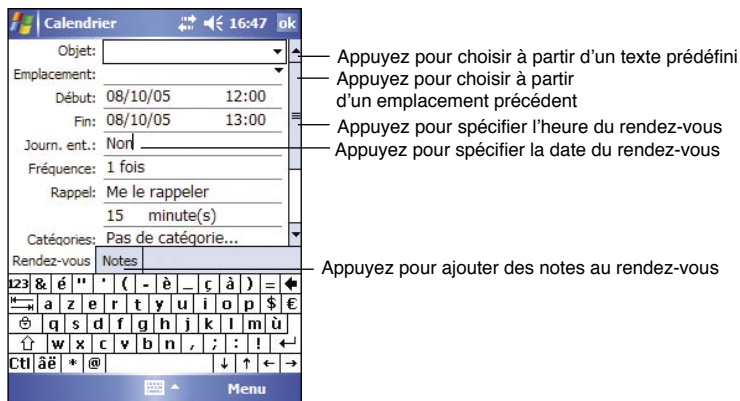 Calendrier 16:47 ok
Objet:
Emplacement:
Début: 08/10/05 12:00
Fin: 08/10/05 13:00
Journ. ent.: Non
Fréquence: 1 fois
Rappel: Me le rappeler
15 minute(s)
Catégories: Pas de catégorie...
Rendez-vous Notes
123 & é " ' ( - è _ ç à ) =
a z e r t y u i o p $ €
q s d f g h j k l m ù
w x c v b n , ; : !
Ctl âë * @ ↓ ↑ ← →
Menu
Appuyez pour choisir à partir d'un texte prédéfini
Appuyez pour choisir à partir
d'un emplacement précédent
Appuyez pour spécifier l'heure du rendez-vous
Appuyez pour spécifier la date du rendez-vous
Appuyez pour ajouter des notes au rendez-vous